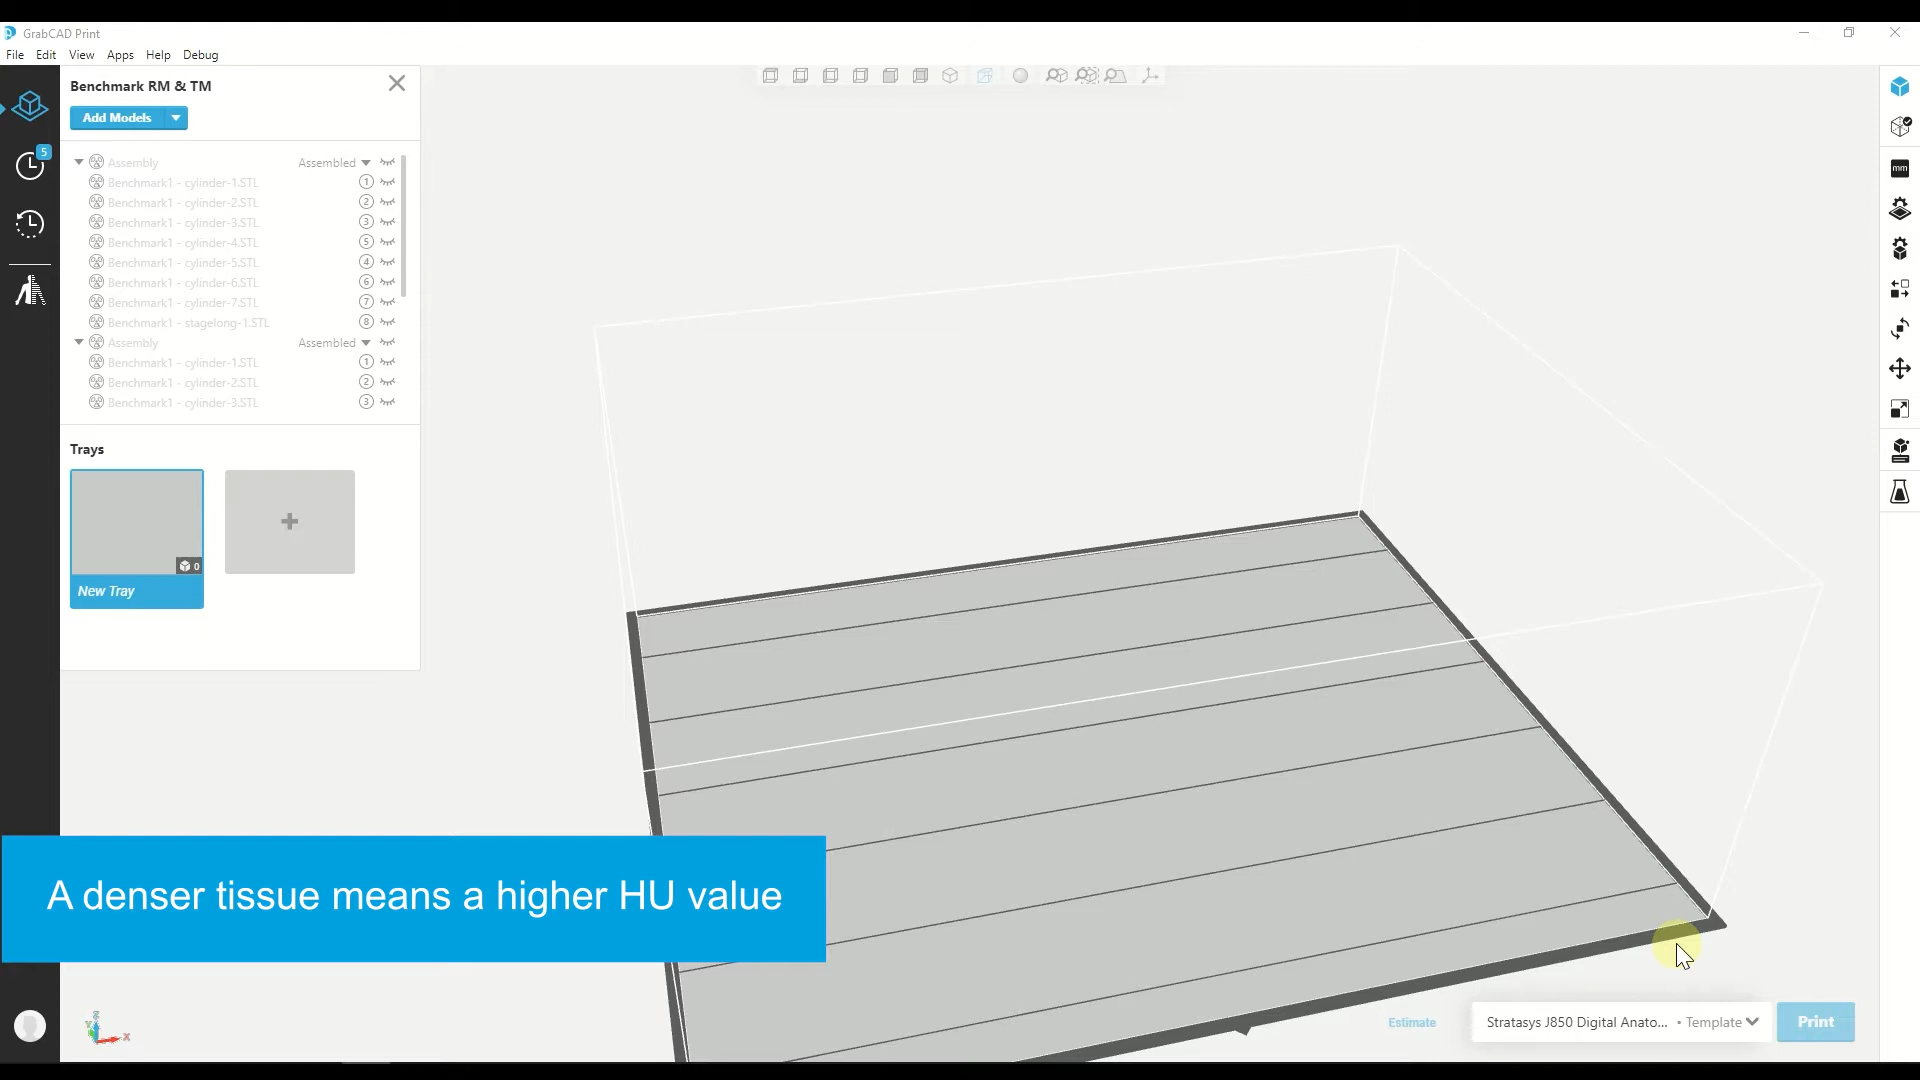 GrabCAD Print
File Edit View Apps Help Debug
Benchmark RM & TM
Add Models
5
Assembly Assembled
Benchmark1 - cylinder-1.STL 1
Benchmark1 - cylinder-2.STL 2
Benchmark1 - cylinder-3.STL 3
Benchmark1 - cylinder-4.STL 5
Benchmark1 - cylinder-5.STL 4
Benchmark1 - cylinder-6.STL 6
Benchmark1 - cylinder-7.STL 7
Benchmark1 - stagelong-1.STL 8
Assembly Assembled
Benchmark1 - cylinder-1.STL 1
Benchmark1 - cylinder-2.STL 2
Benchmark1 - cylinder-3.STL 3
Trays
0
New Tray
mm
A denser tissue means a higher HU value
Z
Y
X
Estimate
Stratasys J850 Digital Anato... • Template
Print